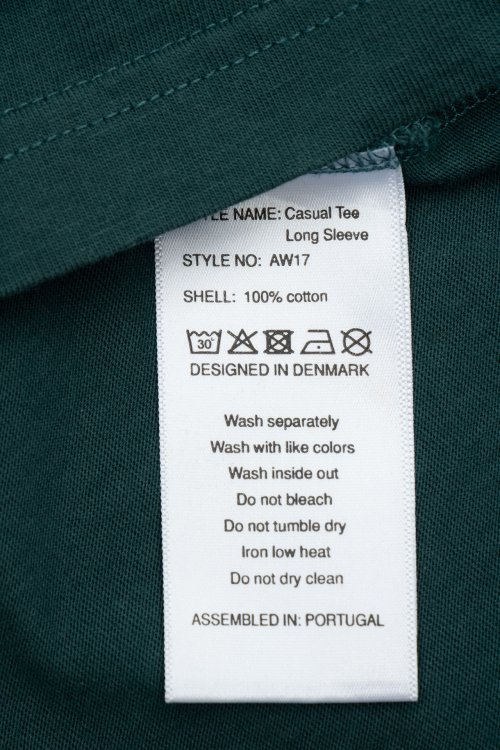 NAME: Casual Tee
Long Sleeve
STYLE NO: AW17
SHELL: 100% cotton
30°
DESIGNED IN DENMARK
Wash separately
Wash with like colors
Wash inside out
Do not bleach
Do not tumble dry
Iron low heat
Do not dry clean
ASSEMBLED IN: PORTUGAL